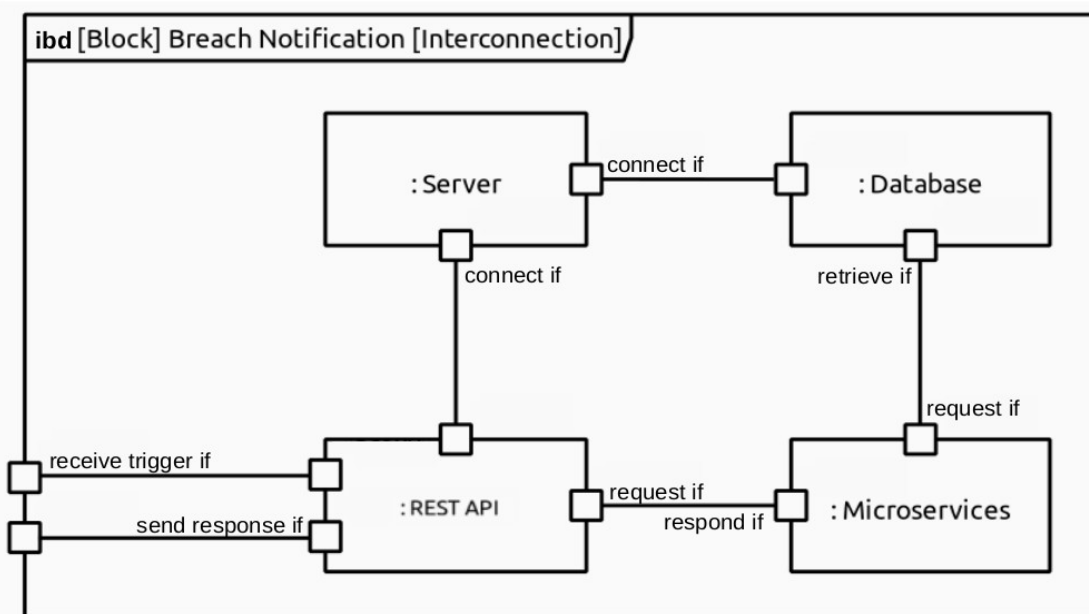 ibd [Block] Breach Notification [Interconnection]
: Server
connect if
: Database
connect if
retrieve if
request if
receive trigger if
send response if
: REST API
request if
respond if
: Microservices